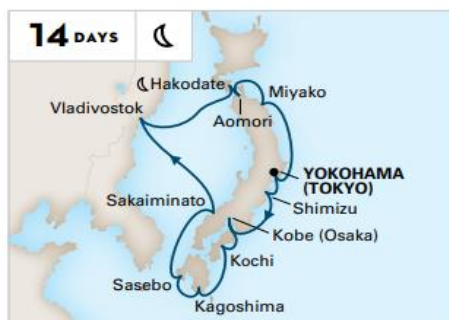 14 DAYS
Hakodate
Miyako
Vladivostok
Aomori
YOKOHAMA
(TOKYO)
Sakaiminato
Shimizu
Kobe (Osaka)
Kochi
Sasebo
Kagoshima